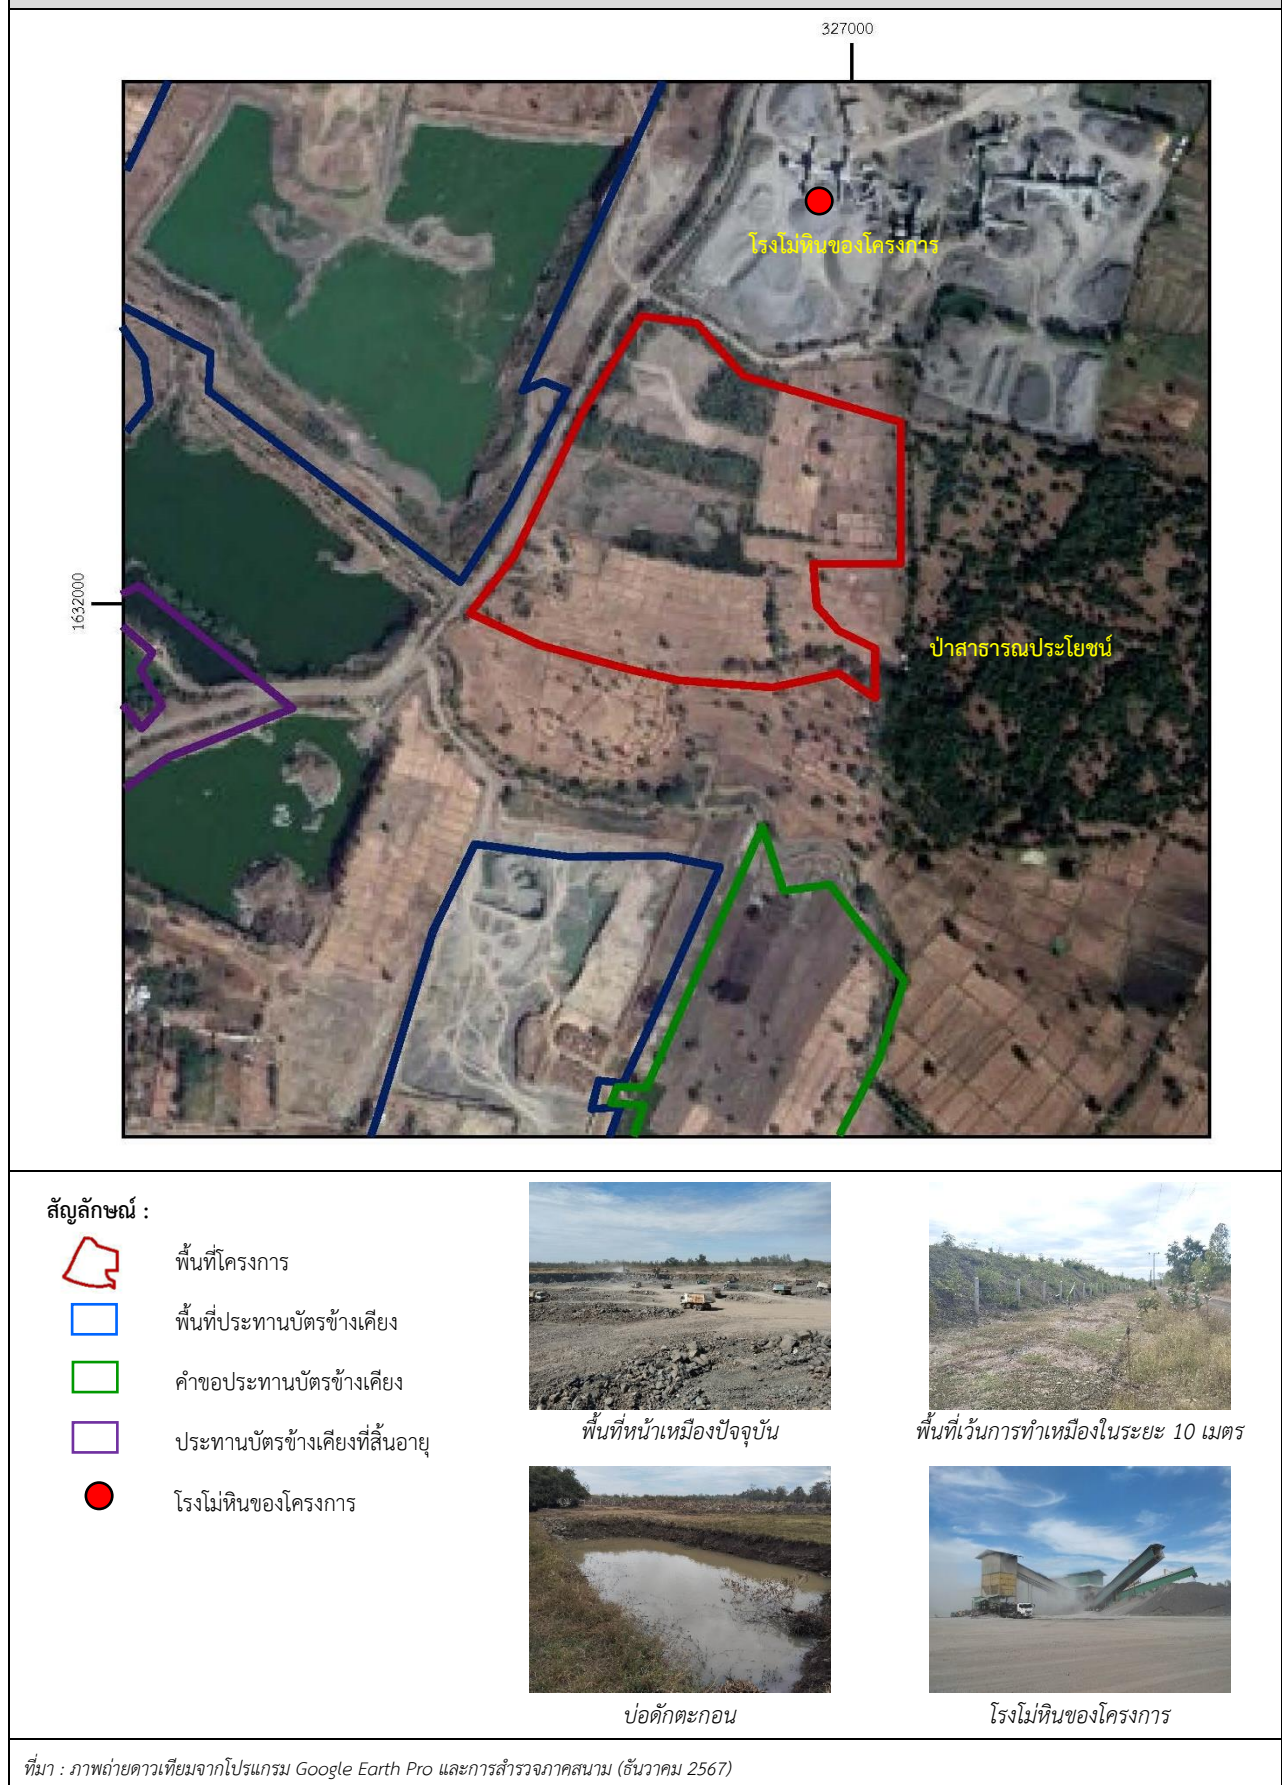 327000
โรงโม่หินของโครงการ
1632000
ป่าสาธารณประโยชน์
สัญลักษณ์ :
พื้นที่โครงการ
พื้นที่ประทานบัตรข้างเคียง
คำขอประทานบัตรข้างเคียง
ประทานบัตรข้างเคียงที่สิ้นอายุ
โรงโม่หินของโครงการ
พื้นที่หน้าเหมืองปัจจุบัน
พื้นที่เว้นการทำเหมืองในระยะ 10 เมตร
บ่อดักตะกอน
โรงโม่หินของโครงการ
ที่มา : ภาพถ่ายดาวเทียมจากโปรแกรม Google Earth Pro และการสำรวจภาคสนาม (ธันวาคม 2567)